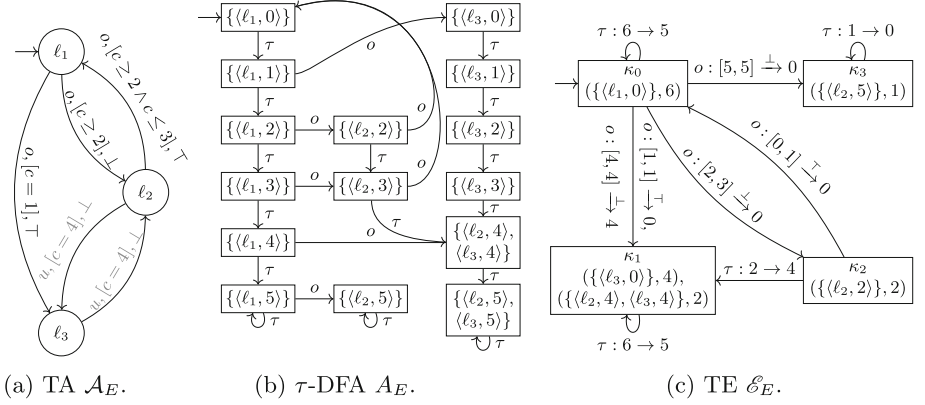 ℓ₁
o, [c ≥ 2 ∧ c ≤ 3], ⊤
o, [c ≥ 2], ⊥
o, [c = 1], ⊤
ℓ₂
u, [c = 4], ⊥
u, [c = 4], ⊥
ℓ₃
(a) TA 𝒜_E.
{⟨ℓ₁, 0⟩}
{⟨ℓ₃, 0⟩}
τ
o
τ
{⟨ℓ₁, 1⟩}
{⟨ℓ₃, 1⟩}
τ
τ
{⟨ℓ₁, 2⟩}
o
{⟨ℓ₂, 2⟩}
o
{⟨ℓ₃, 2⟩}
τ
τ
τ
{⟨ℓ₁, 3⟩}
o
{⟨ℓ₂, 3⟩}
o
{⟨ℓ₃, 3⟩}
τ
τ
τ
{⟨ℓ₁, 4⟩}
o
{⟨ℓ₂, 4⟩,
⟨ℓ₃, 4⟩}
τ
τ
{⟨ℓ₁, 5⟩}
o
{⟨ℓ₂, 5⟩}
{⟨ℓ₂, 5⟩,
⟨ℓ₃, 5⟩}
τ
τ
τ
(b) τ-DFA A_E.
τ : 6 → 5
τ : 1 → 0
κ₀
({⟨ℓ₁, 0⟩}, 6)
o : [5, 5] ⊥→ 0
κ₃
({⟨ℓ₂, 5⟩}, 1)
o : [4, 4] ⊥→ 4
o : [1, 1] ⊤→ 0,
o : [2, 3] ⊥→ 0
o : [0, 1] ⊤→ 0
κ₁
({⟨ℓ₃, 0⟩}, 4),
({⟨ℓ₂, 4⟩, ⟨ℓ₃, 4⟩}, 2)
τ : 2 → 4
κ₂
({⟨ℓ₂, 2⟩}, 2)
τ : 6 → 5
(c) TE ℰ_E.